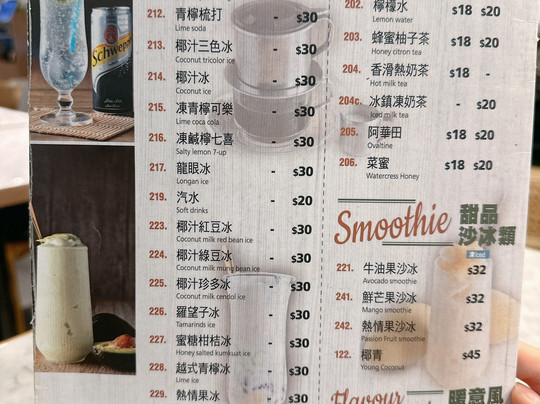 Schweppes
212. 青檸梳打 - $30
Lime soda
213. 椰汁三色冰 - $30
Coconut tricolor ice
214. 椰汁冰 - $30
Coconut ice
215. 凍青檸可樂 - $30
Lime coca cola
216. 凍鹹檸七喜 - $30
Salty lemon 7-up
217. 龍眼冰 - $30
Longan ice
219. 汽水 - $20
Soft drinks
223. 椰汁紅豆冰 - $30
Coconut milk red bean ice
224. 椰汁綠豆冰 - $30
Coconut milk mung bean ice
225. 椰汁珍多冰 - $30
Coconut milk cendol ice
226. 羅望子冰 - $30
Tamarinds ice
227. 蜜糖柑桔冰 - $30
Honey salted kumkuat ice
228. 越式青檸冰 - $30
Lime ice
229. 熱情果冰 - $30
202. 檸檬水 $18 $20
Lemon water
203. 蜂蜜柚子茶 $18 $20
Honey citron tea
204. 香滑熱奶茶 $18 -
Hot milk tea
204c. 冰鎮凍奶茶 - $20
Iced milk tea
205. 阿華田 $18 $20
Ovaltine
206. 菜蜜 $18 $20
Watercress Honey
Smoothie 甜品
沙冰類
凍 Iced
221. 牛油果沙冰 $32
Avocado smoothie
241. 鮮芒果沙冰 $32
Mango smoothie
242. 熱情果沙冰 $32
Passion Fruit smoothie
122. 椰青 $45
Young Coconut
Flavour 暖意風